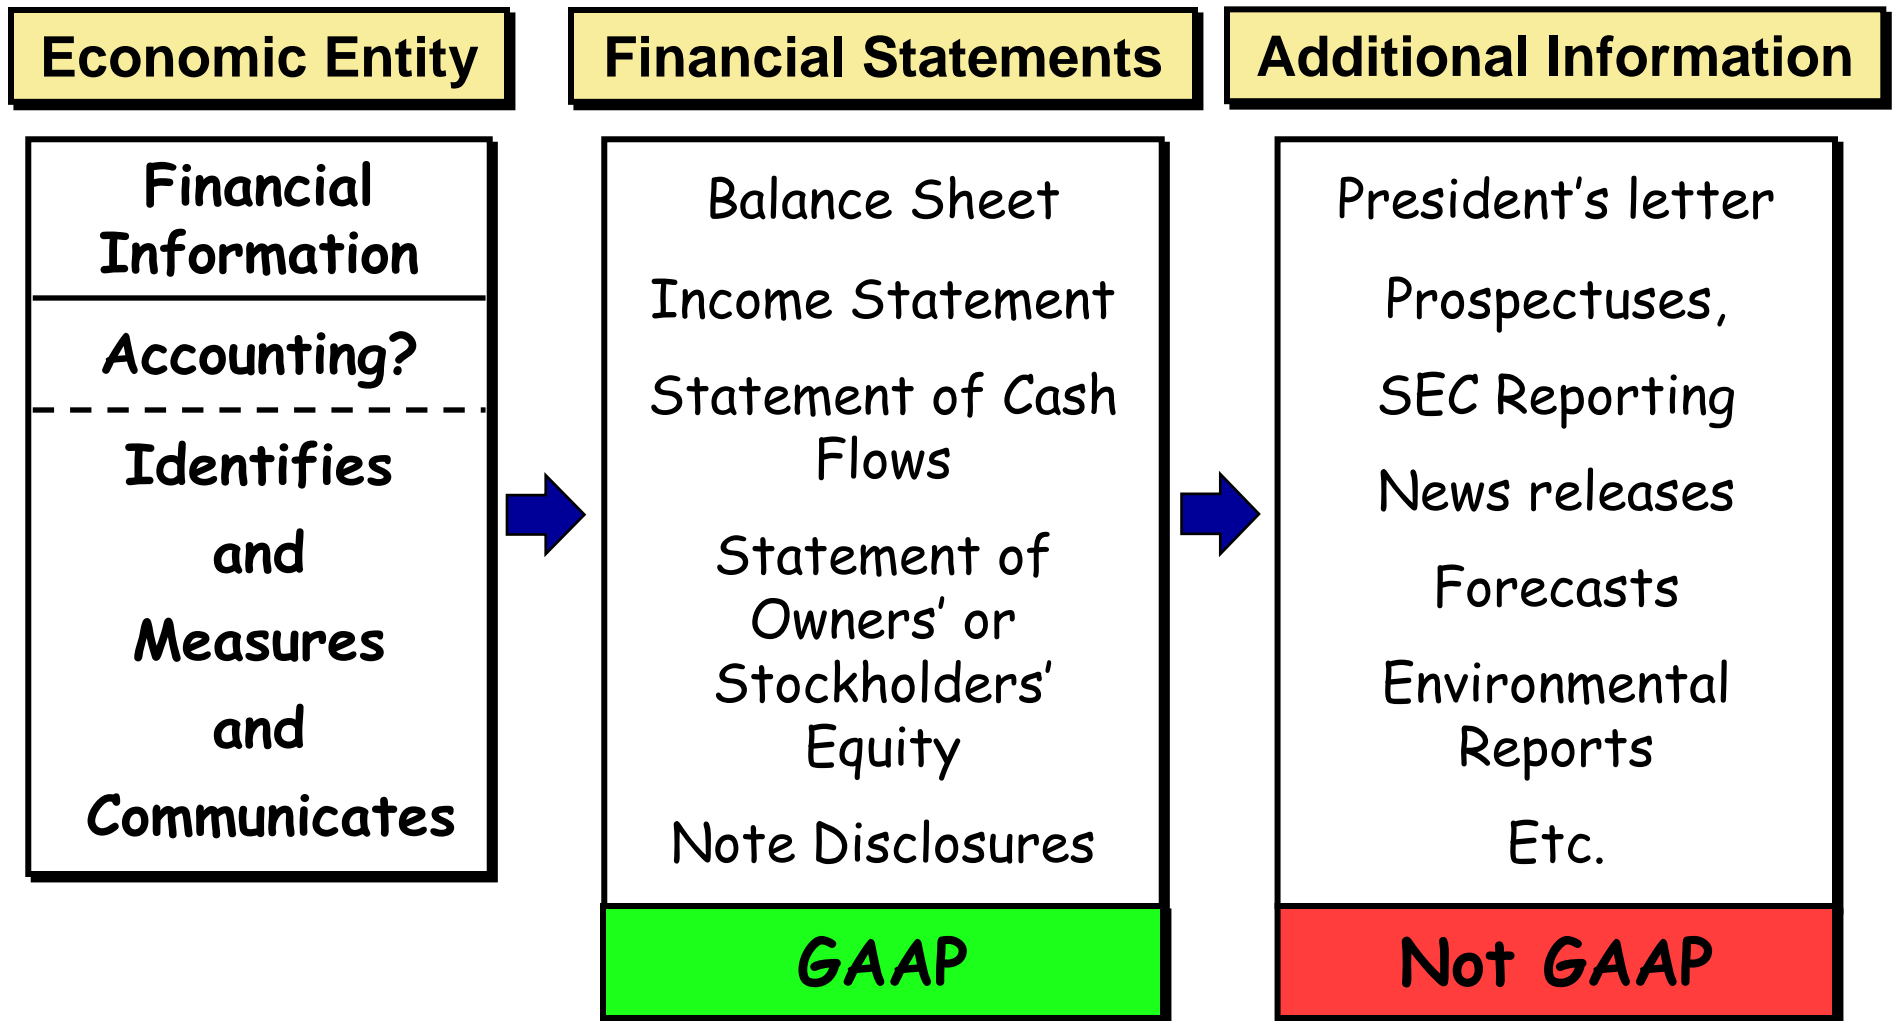 Economic Entity
Financial Statements
Additional Information
Financial
Information
Accounting?
Identifies
and
Measures
and
Communicates
Balance Sheet
Income Statement
Statement of Cash
Flows
Statement of
Owners’ or
Stockholders’
Equity
Note Disclosures
GAAP
President’s letter
Prospectuses,
SEC Reporting
News releases
Forecasts
Environmental
Reports
Etc.
Not GAAP